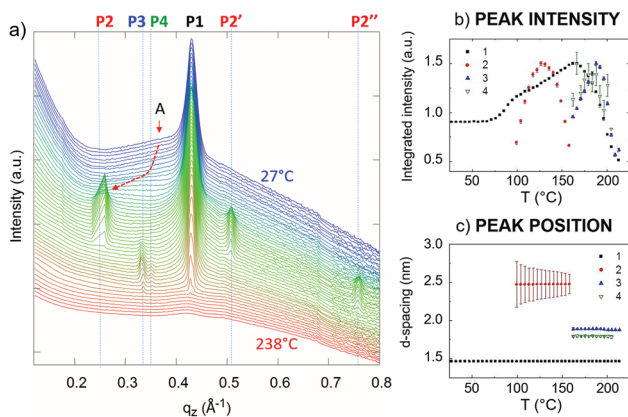 P2 P3 P4 P1 P2' P2''
a)
A
27°C
238°C
Intensity (a.u.)
0.2 0.3 0.4 0.5 0.6 0.7 0.8
qz (Å-1)
b) PEAK INTENSITY
Integrated intensity (a.u.)
1.5
1.0
0.5
1
2
3
4
50 100 150 200
T (°C)
c) PEAK POSITION
d-spacing (nm)
3.0
2.5
2.0
1.5
1
2
3
4
50 100 150 200
T (°C)